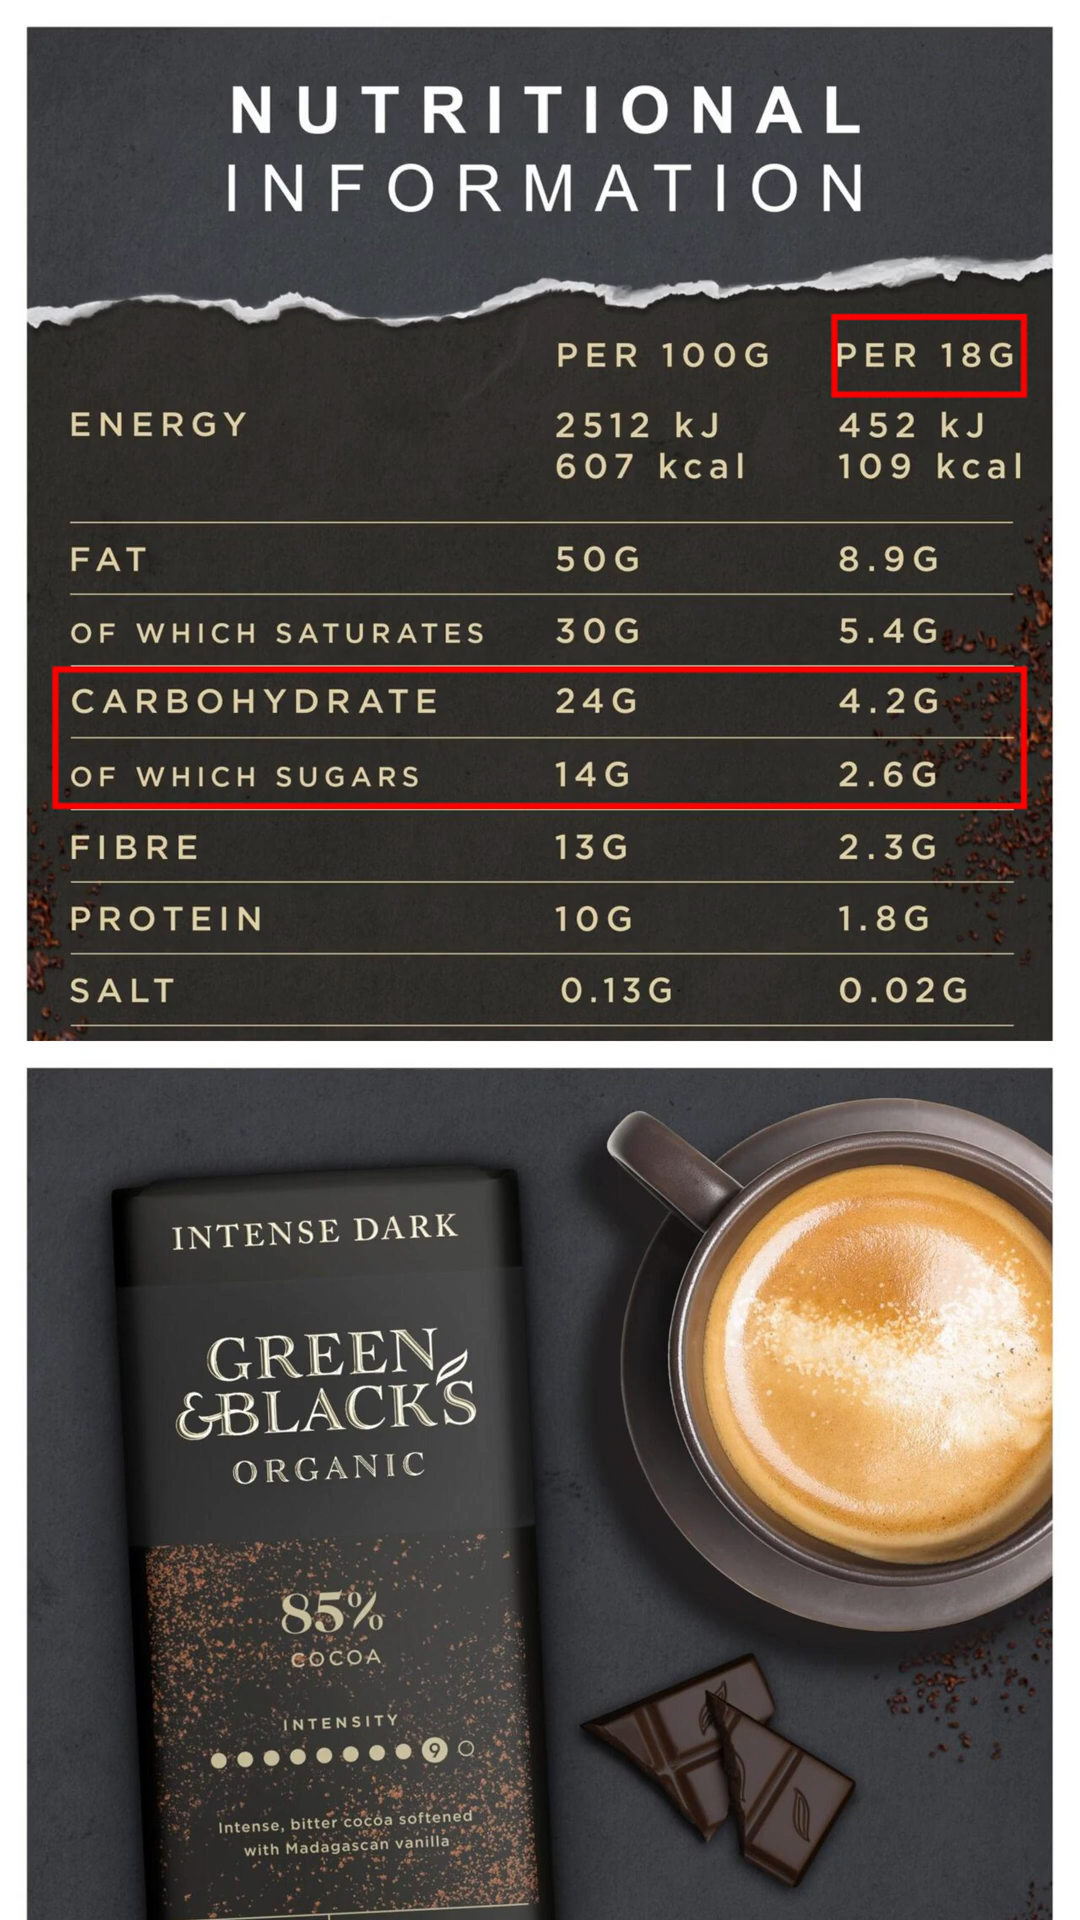 NUTRITIONAL
INFORMATION
PER 100G PER 18G
ENERGY 2512 kJ 452 kJ
607 kcal 109 kcal
FAT 50G 8.9G
OF WHICH SATURATES 30G 5.4G
CARBOHYDRATE 24G 4.2G
OF WHICH SUGARS 14G 2.6G
FIBRE 13G 2.3G
PROTEIN 10G 1.8G
SALT 0.13G 0.02G
INTENSE DARK
GREEN
&BLACK'S
ORGANIC
85%
COCOA
INTENSITY
9
Intense, bitter cocoa softened
with Madagascan vanilla